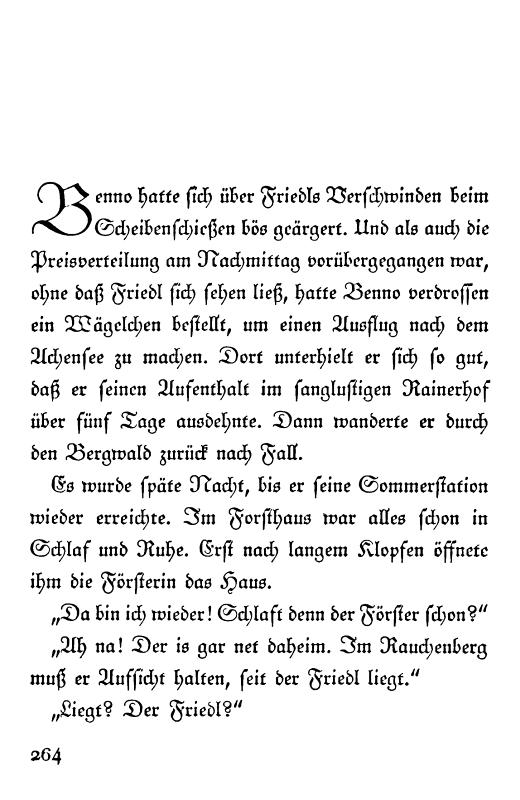 Benno hatte sich über Friedls Verschwinden beim
Scheibenschießen bös geärgert. Und als auch die
Preisverteilung am Nachmittag vorübergegangen war,
ohne daß Friedl sich sehen ließ, hatte Benno verdrossen
ein Wägelchen bestellt, um einen Ausflug nach dem
Achensee zu machen. Dort unterhielt er sich so gut,
daß er seinen Aufenthalt im sanglustigen Rainerhof
über fünf Tage ausdehnte. Dann wanderte er durch
den Bergwald zurück nach Fall.
Es wurde späte Nacht, bis er seine Sommerstation
wieder erreichte. Im Forsthaus war alles schon in
Schlaf und Ruhe. Erst nach langem Klopfen öffnete
ihm die Försterin das Haus.
„Da bin ich wieder! Schlaft denn der Förster schon?“
„Ah na! Der is gar net daheim. Im Rauchenberg
muß er Aufsicht halten, seit der Friedl liegt.“
„Liegt? Der Friedl?“
264